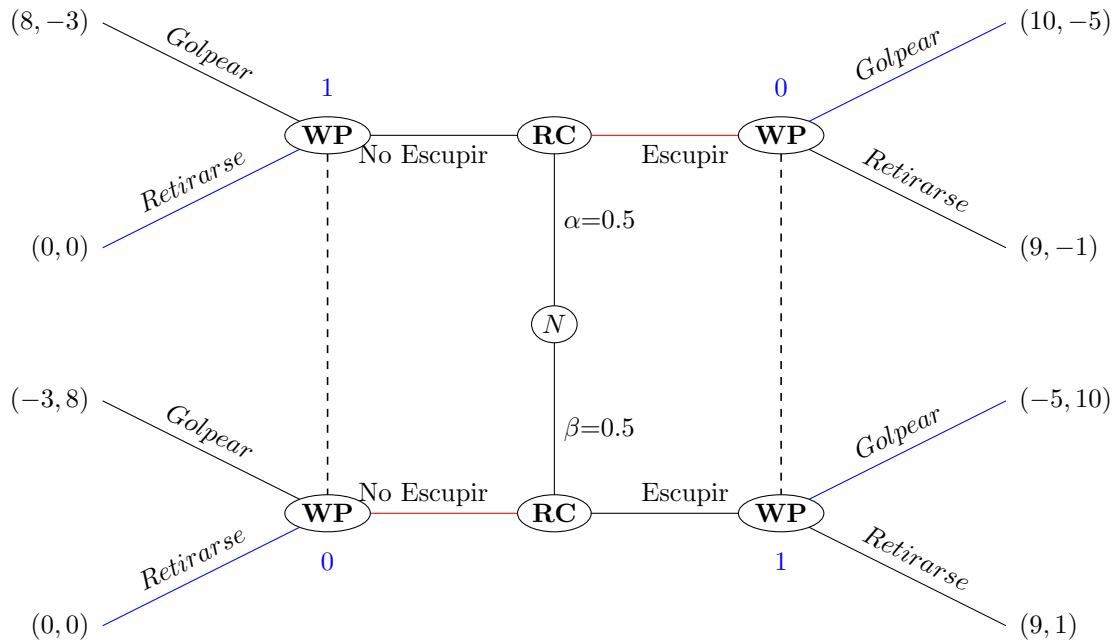 (8, −3)
(10, −5)
Golpear
Golpear
1
0
WP
RC
WP
No Escupir
Escupir
Retirarse
Retirarse
α=0.5
(0, 0)
(9, −1)
N
(−3, 8)
(−5, 10)
Golpear
Golpear
β=0.5
No Escupir
Escupir
WP
RC
WP
Retirarse
Retirarse
0
1
(0, 0)
(9, 1)